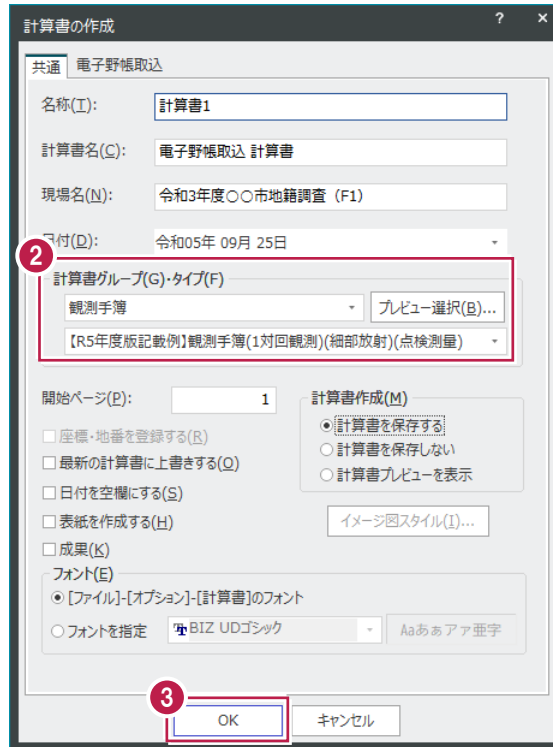 計算書の作成 ? ×
共通 電子野帳取込
名称(T): 計算書1
計算書名(C): 電子野帳取込 計算書
現場名(N): 令和3年度○○市地籍調査（F1）
日付(D): 令和05年 09月 25日
2
計算書グループ(G)・タイプ(F)
観測手簿 プレビュー選択(B)...
【R5年度版記載例】観測手簿(1対回観測)(細部放射)(点検測量)
開始ページ(P): 1
計算書作成(M)
計算書を保存する
計算書を保存しない
計算書プレビューを表示
座標・地番を登録する(R)
最新の計算書に上書きする(O)
日付を空欄にする(S)
表紙を作成する(H)
イメージ図スタイル(I)...
成果(K)
フォント(E)
[ファイル]-[オプション]-[計算書]のフォント
フォントを指定 BIZ UDゴシック Aaあぁアァ亜字
3
OK キャンセル